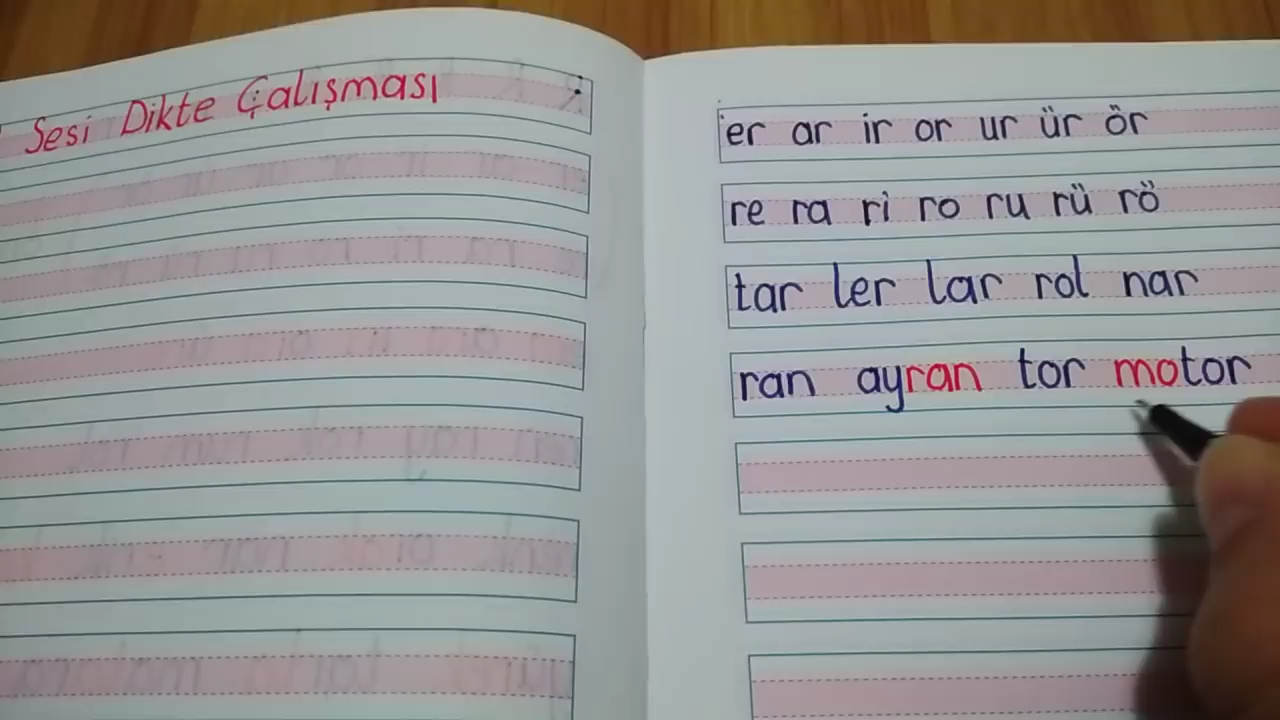 Sesi Dikte Çalışması
er ar ir or ur ür ör
re ra ri ro ru rü rö
tar ler lar rol nar
ran ayran tor motor